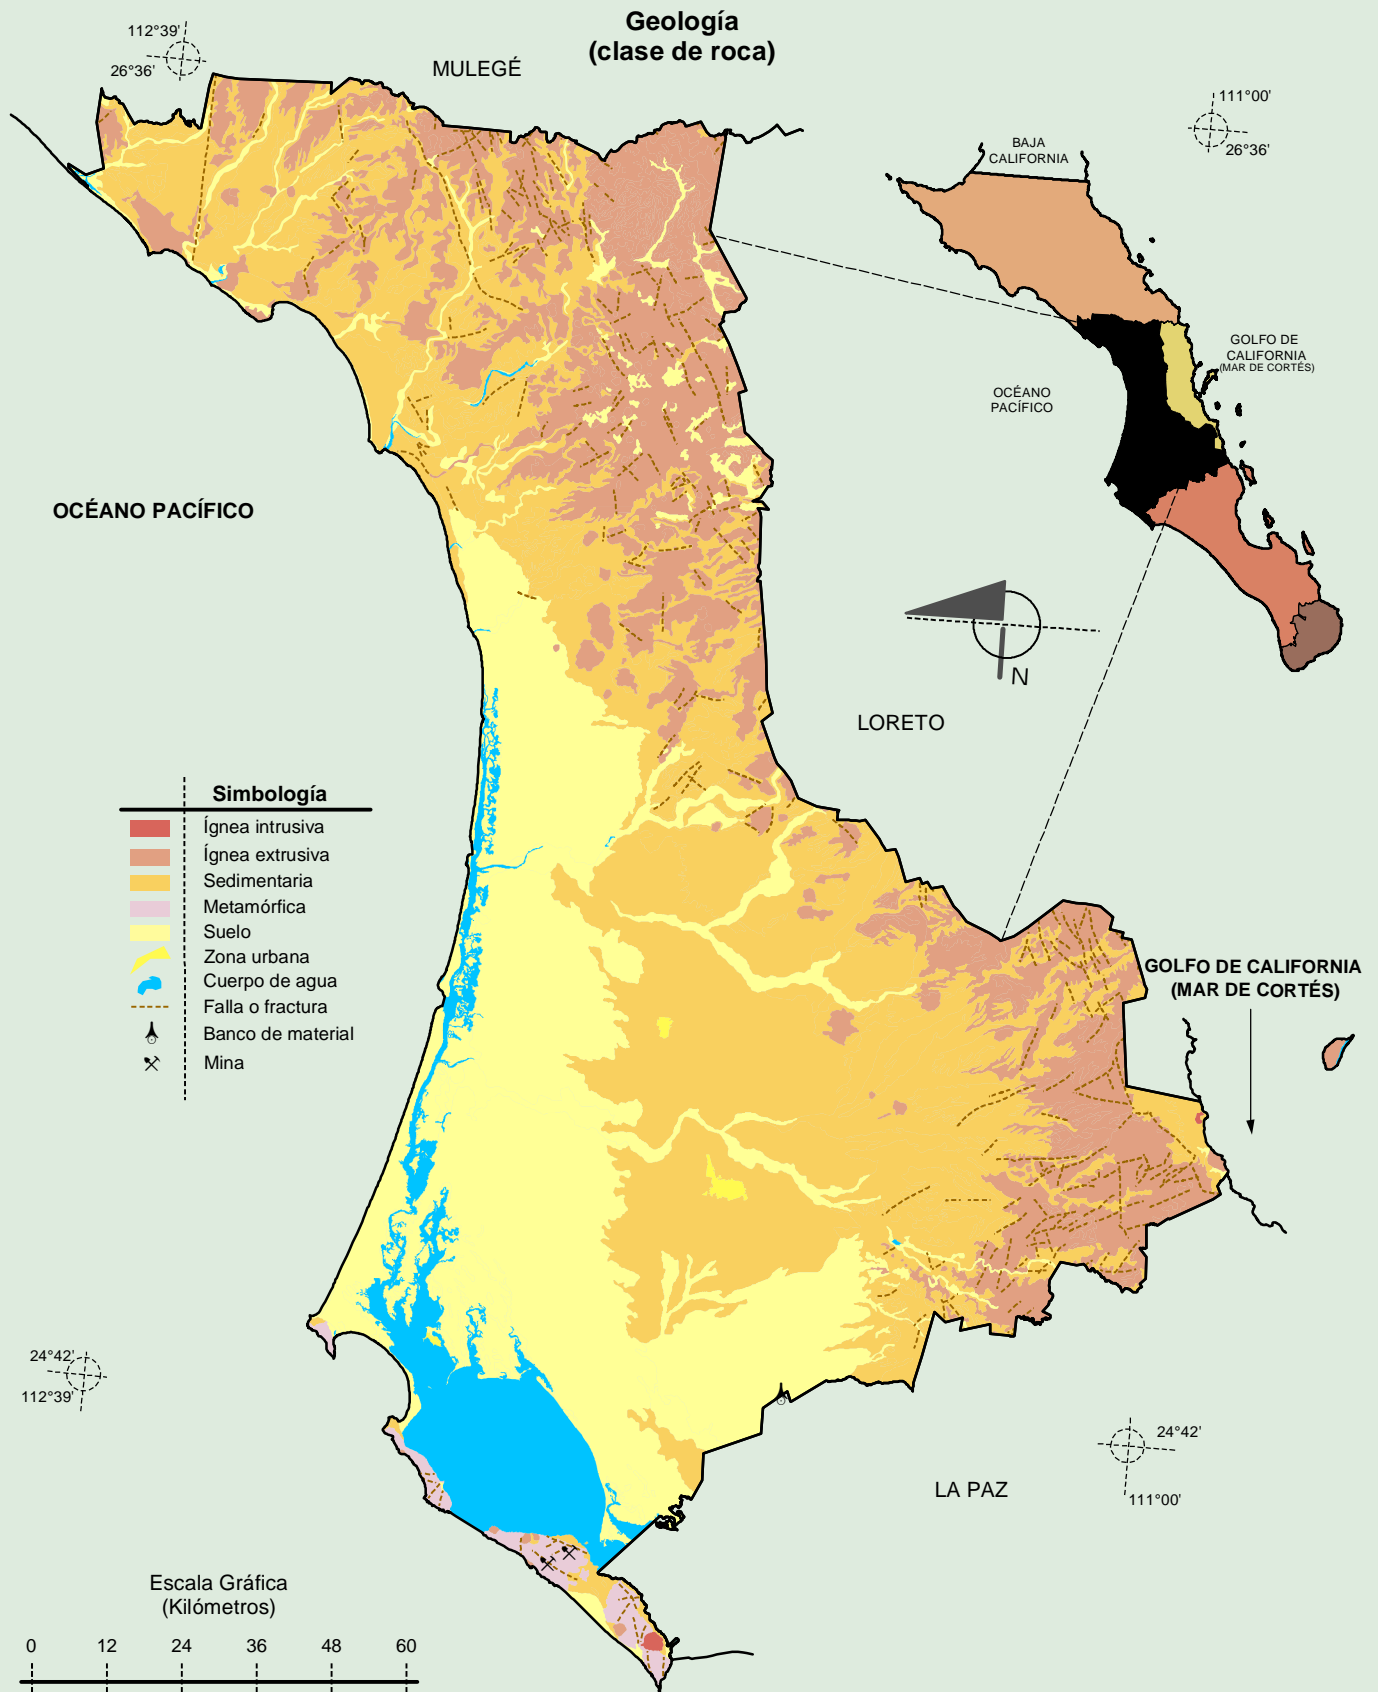 Geología
(clase de roca)
112°39'
26°36'
MULEGÉ
111°00'
26°36'
BAJA
CALIFORNIA
GOLFO DE
CALIFORNIA
(MAR DE CORTÉS)
OCÉANO
PACÍFICO
OCÉANO PACÍFICO
N
LORETO
Simbología
Ígnea intrusiva
Ígnea extrusiva
Sedimentaria
Metamórfica
Suelo
Zona urbana
Cuerpo de agua
Falla o fractura
Banco de material
Mina
GOLFO DE CALIFORNIA
(MAR DE CORTÉS)
24°42'
112°39'
24°42'
111°00'
LA PAZ
Escala Gráfica
(Kilómetros)
0 12 24 36 48 60